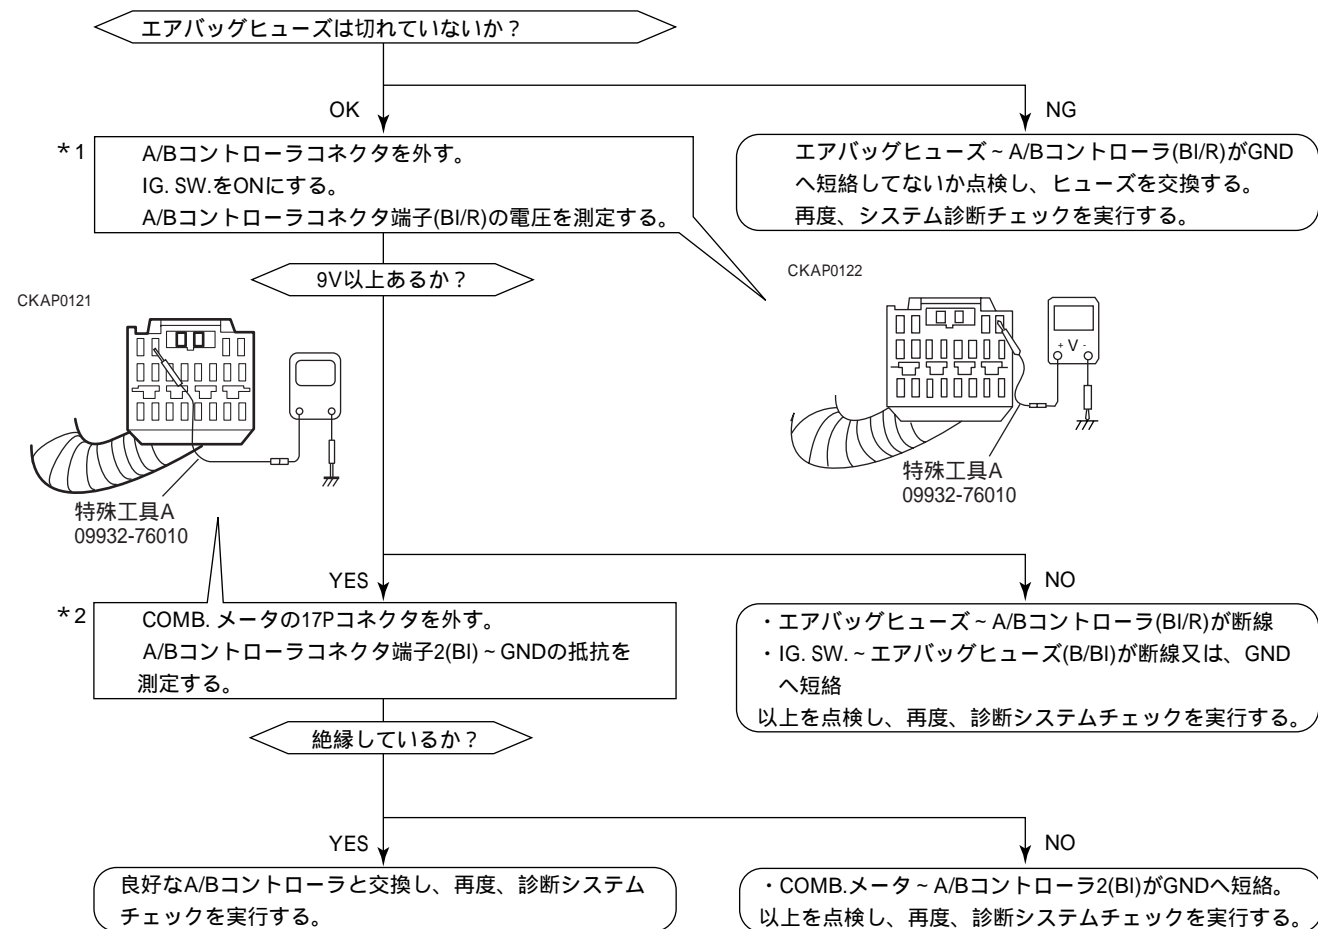 エアバッグヒューズは切れていないか？
OK
NG
*1
A/Bコントローラコネクタを外す。
IG. SW.をONにする。
A/Bコントローラコネクタ端子(BI/R)の電圧を測定する。
エアバッグヒューズ~A/Bコントローラ(BI/R)がGND
へ短絡してないか点検し、ヒューズを交換する。
再度、システム診断チェックを実行する。
9V以上あるか？
CKAP0121
CKAP0122
+ V -
特殊工具A
09932-76010
特殊工具A
09932-76010
YES
NO
*2
COMB. メータの17Pコネクタを外す。
A/Bコントローラコネクタ端子2(BI)~GNDの抵抗を
測定する。
・エアバッグヒューズ~A/Bコントローラ(BI/R)が断線
・IG. SW.~エアバッグヒューズ(B/BI)が断線又は、GND
へ短絡
以上を点検し、再度、診断システムチェックを実行する。
絶縁しているか？
YES
NO
良好なA/Bコントローラと交換し、再度、診断システム
チェックを実行する。
・COMB.メータ~A/Bコントローラ2(BI)がGNDへ短絡。
以上を点検し、再度、診断システムチェックを実行する。